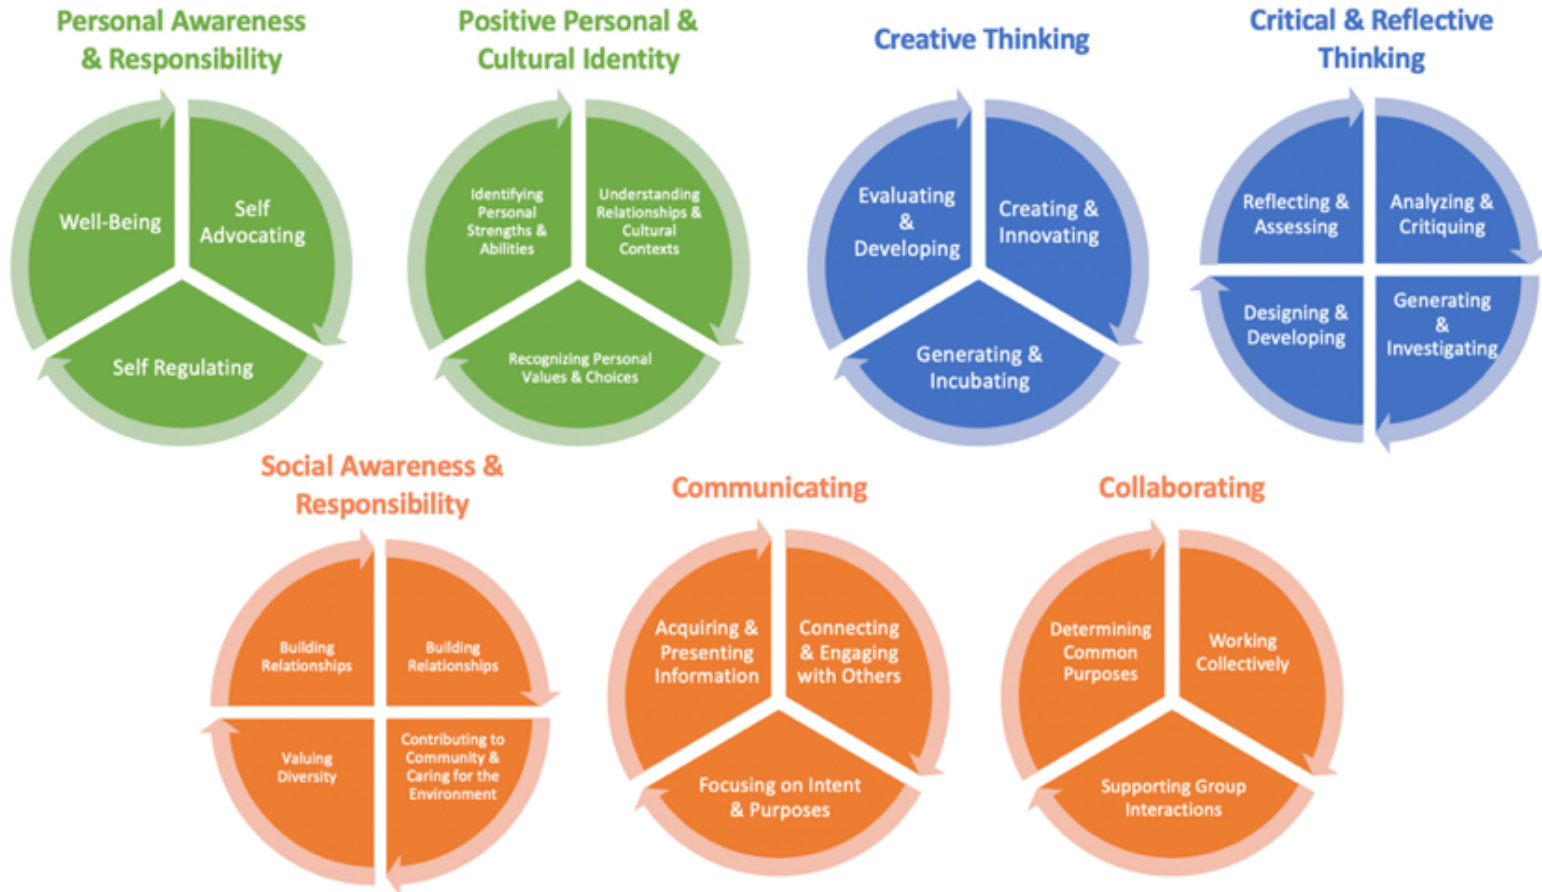 Personal Awareness
& Responsibility
Positive Personal &
Cultural Identity
Creative Thinking
Critical & Reflective
Thinking
Well-Being
Self
Advocating
Self Regulating
Identifying
Personal
Strengths &
Abilities
Understanding
Relationships &
Cultural
Contexts
Recognizing Personal
Values & Choices
Evaluating
&
Developing
Creating &
Innovating
Generating &
Incubating
Reflecting &
Assessing
Analyzing &
Critiquing
Designing &
Developing
Generating
&
Investigating
Social Awareness &
Responsibility
Communicating
Collaborating
Building
Relationships
Building
Relationships
Valuing
Diversity
Contributing to
Community &
Caring for the
Environment
Acquiring &
Presenting
Information
Connecting
& Engaging
with Others
Focusing on Intent
& Purposes
Determining
Common
Purposes
Working
Collectively
Supporting Group
Interactions